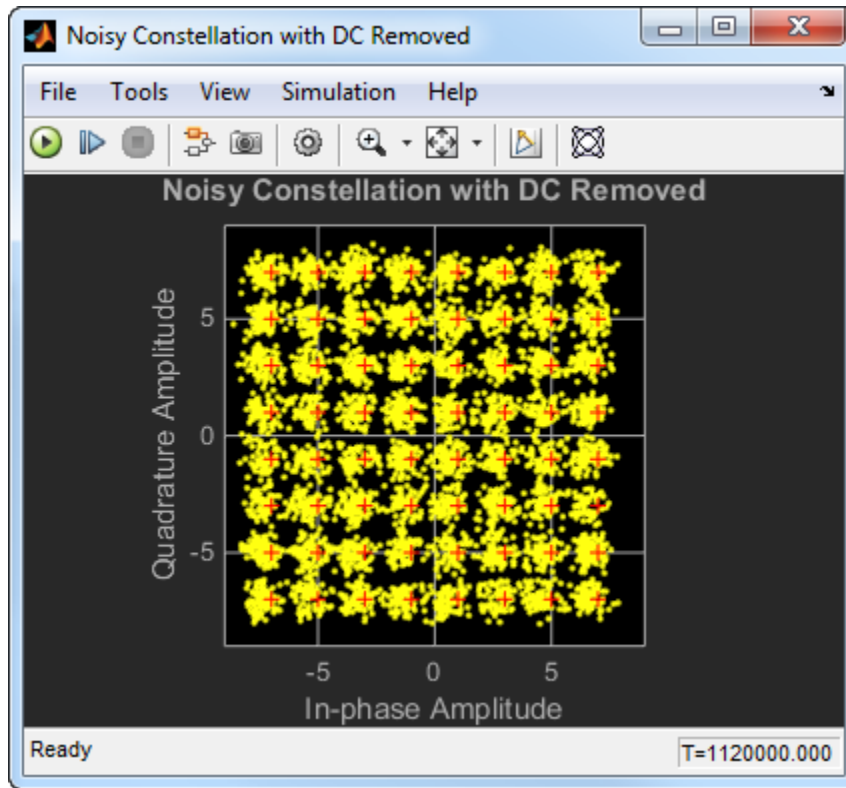 Noisy Constellation with DC Removed
File Tools View Simulation Help
Noisy Constellation with DC Removed
Quadrature Amplitude
5
0
-5
-5 0 5
In-phase Amplitude
Ready T=1120000.000